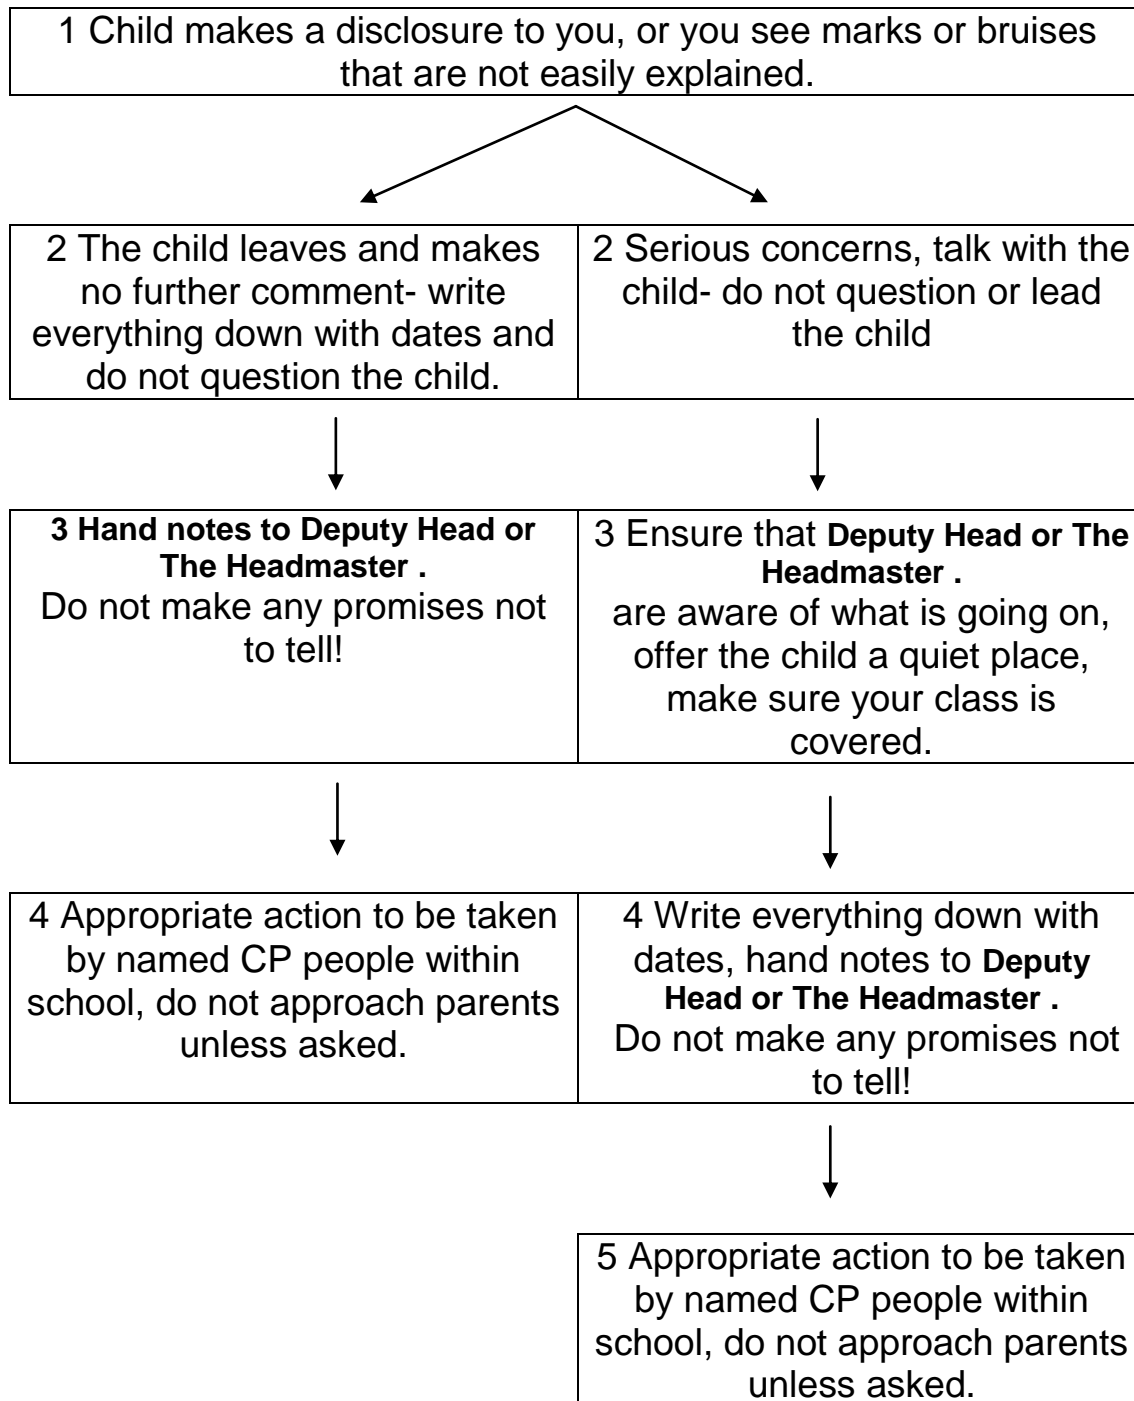 1 Child makes a disclosure to you, or you see marks or bruises
that are not easily explained.
2 The child leaves and makes
no further comment- write
everything down with dates and
do not question the child.
2 Serious concerns, talk with the
child- do not question or lead
the child
3 Hand notes to Deputy Head or
The Headmaster .
Do not make any promises not
to tell!
3 Ensure that Deputy Head or The
Headmaster .
are aware of what is going on,
offer the child a quiet place,
make sure your class is
covered.
4 Appropriate action to be taken
by named CP people within
school, do not approach parents
unless asked.
4 Write everything down with
dates, hand notes to Deputy
Head or The Headmaster .
Do not make any promises not
to tell!
5 Appropriate action to be taken
by named CP people within
school, do not approach parents
unless asked.